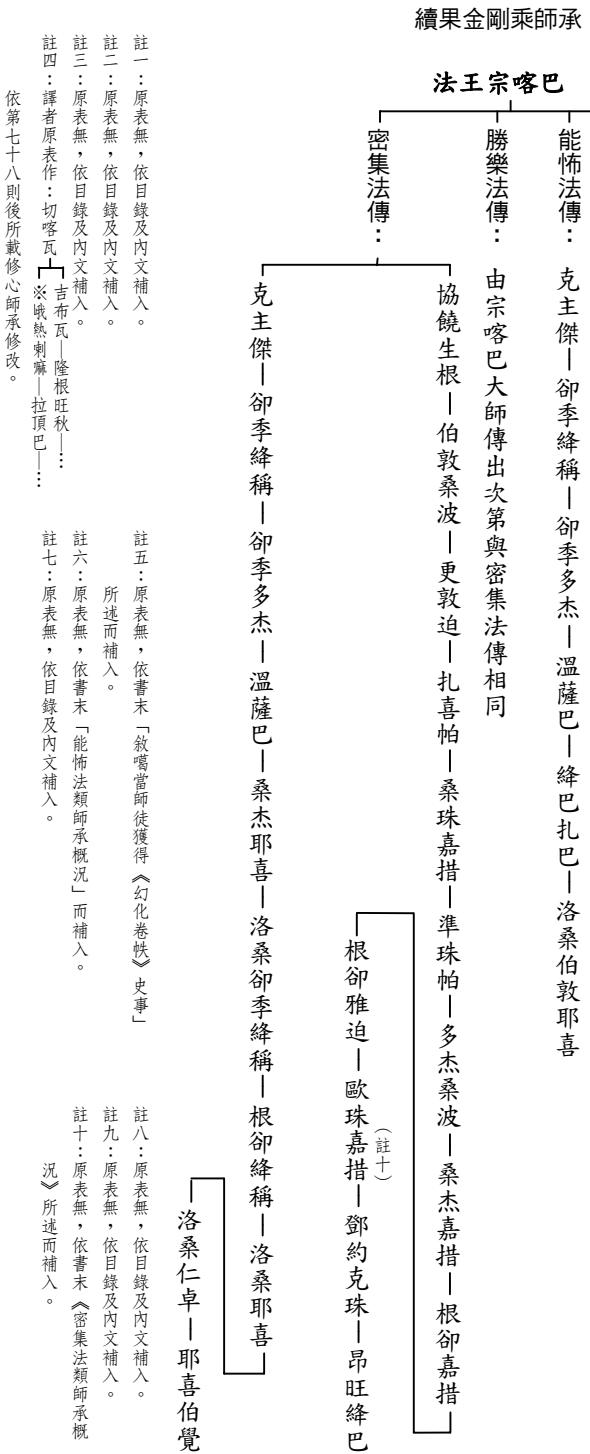 續果金剛乘師承
法王宗喀巴
能怖法傳：克主傑—卻季絳稱—卻季多杰—溫薩巴—絳巴扎巴—洛桑伯敦耶喜
勝樂法傳：由宗喀巴大師傳出次第與密集法傳相同
密集法傳：
協饒生根—伯敦桑波—更敦迫—扎喜帕—桑珠嘉措—準珠帕—多杰桑波—桑杰嘉措—根卻嘉措
根卻雅迫—歐珠嘉措—鄧約克珠—昂旺絳巴
（註十）
克主傑—卻季絳稱—卻季多杰—溫薩巴—桑杰耶喜—洛桑卻季絳稱—根卻絳稱—洛桑耶喜
洛桑仁卓—耶喜伯覺
註一：原表無，依目錄及內文補入。
註二：原表無，依目錄及內文補入。
註三：原表無，依目錄及內文補入。
註四：譯者原表作：切喀瓦
吉布瓦—隆根旺秋—…
※峨熱喇嘛—拉頂巴—…
依第七十八則後所載修心師承修改。
註五：原表無，依書末「敘噶當師徒獲得《幻化卷帙》史事」
所述而補入。
註六：原表無，依書末「能怖法類師承概況」而補入。
註七：原表無，依目錄及內文補入。
註八：原表無，依目錄及內文補入。
註九：原表無，依目錄及內文補入。
註十：原表無，依書末《密集法類師承概
況》所述而補入。